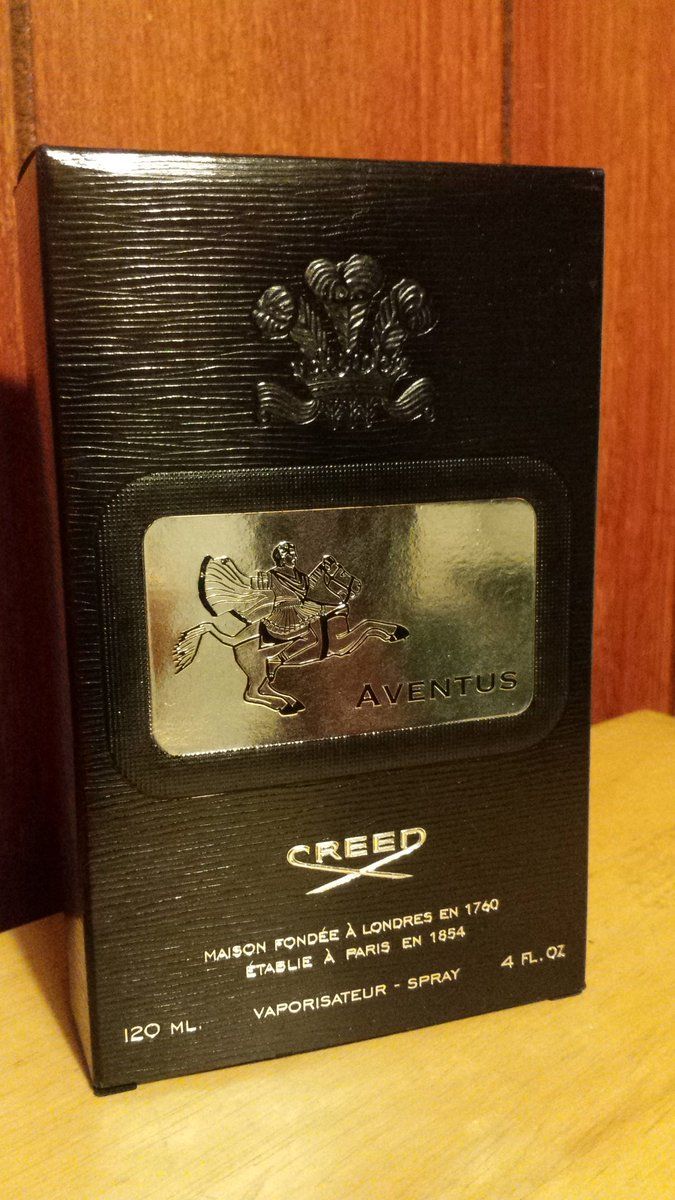 AVENTUS
CREED
MAISON FONDÉE À LONDRES EN 1760
ÉTABLIE À PARIS EN 1854
VAPORISATEUR - SPRAY
120 ML.
4 FL. OZ